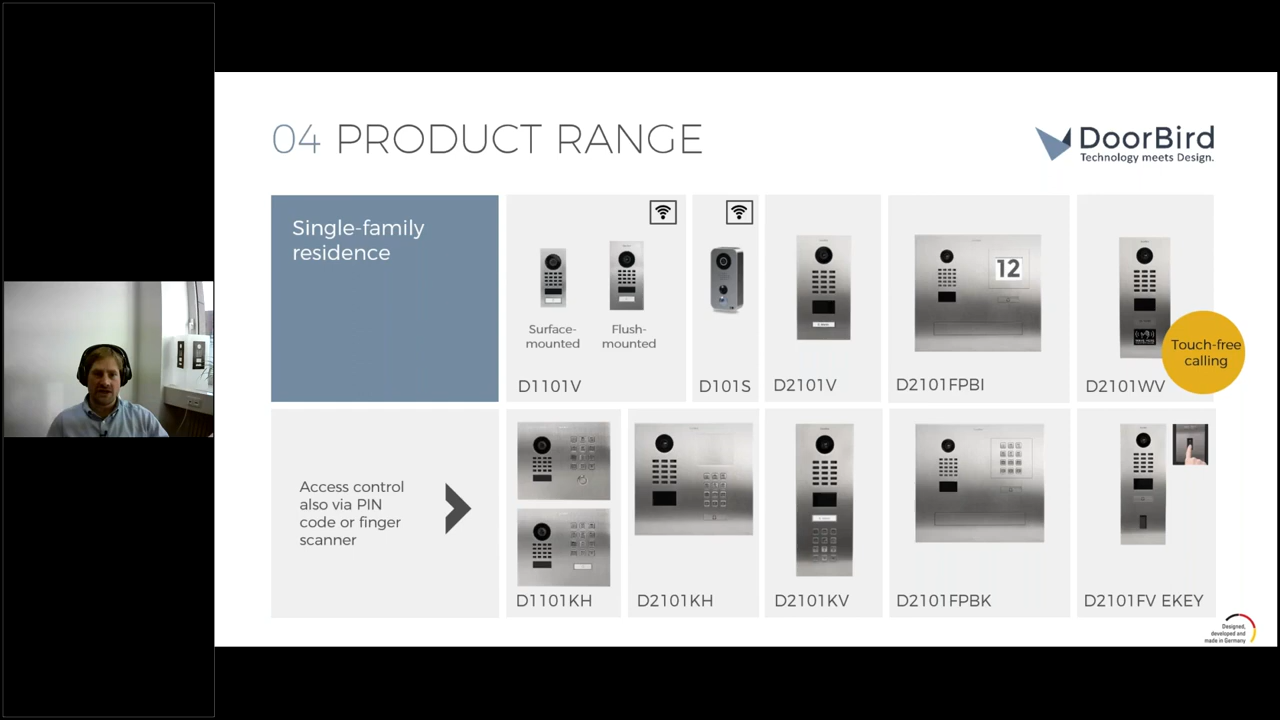 04 PRODUCT RANGE
DoorBird
Technology meets Design.
Single-family
residence
Surface-
mounted
Flush-
mounted
D1101V
D101S
D2101V
12
D2101FPBI
D2101WV
Touch-free
calling
Access control
also via PIN
code or finger
scanner
D1101KH
D2101KH
D2101KV
D2101FPBK
D2101FV EKEY
Designed,
developed and
made in Germany